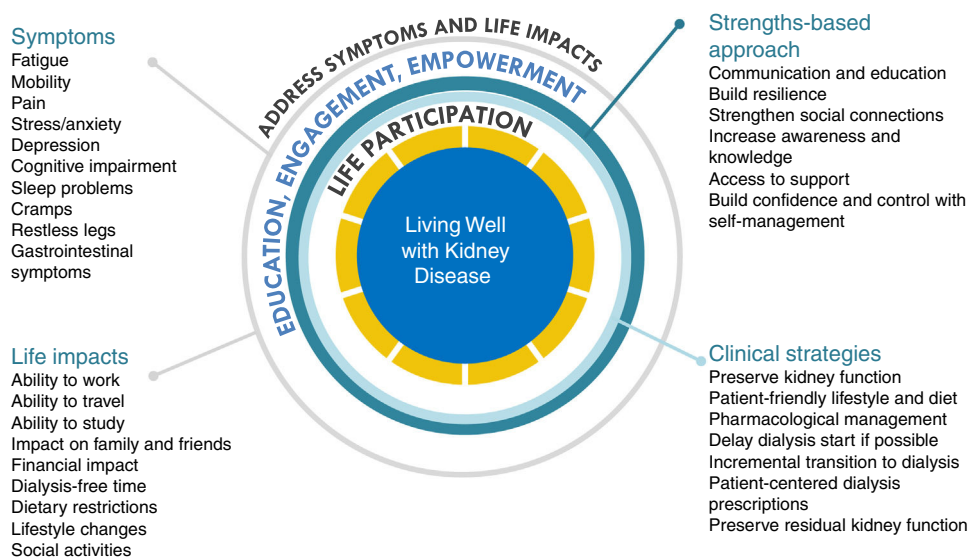 Symptoms
Fatigue
Mobility
Pain
Stress/anxiety
Depression
Cognitive impairment
Sleep problems
Cramps
Restless legs
Gastrointestinal
symptoms
Life impacts
Ability to work
Ability to travel
Ability to study
Impact on family and friends
Financial impact
Dialysis-free time
Dietary restrictions
Lifestyle changes
Social activities
ADDRESS SYMPTOMS AND LIFE IMPACTS
EDUCATION, ENGAGEMENT, EMPOWERMENT
LIFE PARTICIPATION
Living Well
with Kidney
Disease
Strengths-based
approach
Communication and education
Build resilience
Strengthen social connections
Increase awareness and
knowledge
Access to support
Build confidence and control with
self-management
Clinical strategies
Preserve kidney function
Patient-friendly lifestyle and diet
Pharmacological management
Delay dialysis start if possible
Incremental transition to dialysis
Patient-centered dialysis
prescriptions
Preserve residual kidney function